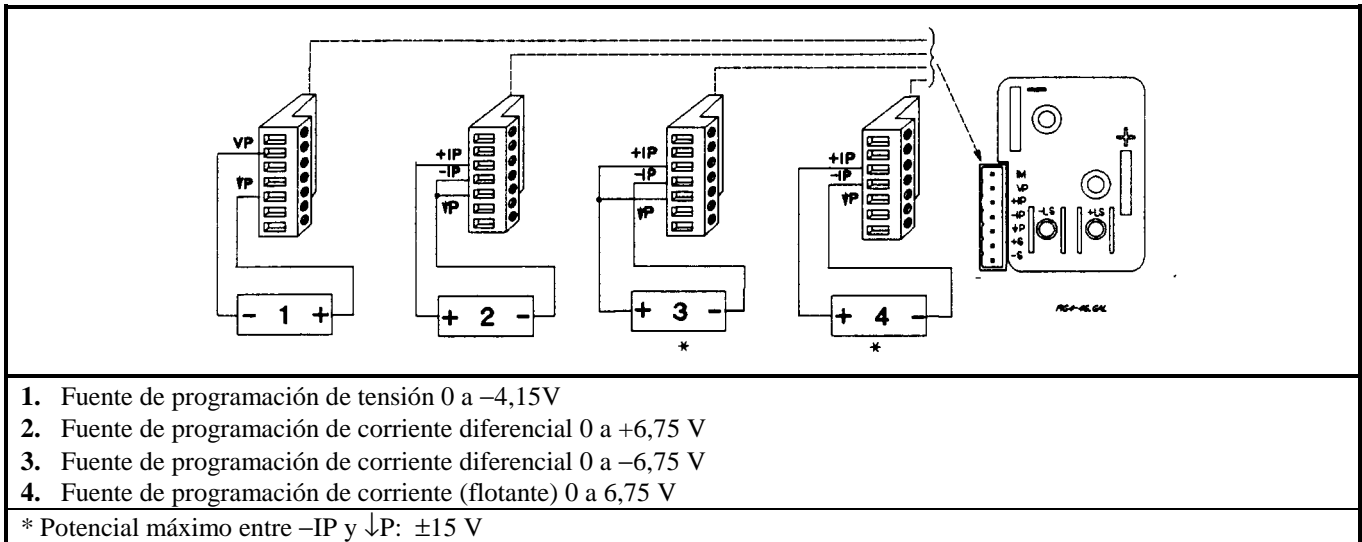 VP
↓P
+IP
-IP
↓P
+IP
-IP
↓P
+IP
-IP
↓P
IM
VP
+IP
-IP
↓P
+S
-S
-LS
+LS
+
- 1 +
+ 2 -
+ 3 -
+ 4 -
*
*
1. Fuente de programación de tensión 0 a −4,15V
2. Fuente de programación de corriente diferencial 0 a +6,75 V
3. Fuente de programación de corriente diferencial 0 a −6,75 V
4. Fuente de programación de corriente (flotante) 0 a 6,75 V
* Potencial máximo entre −IP y ↓P: ±15 V